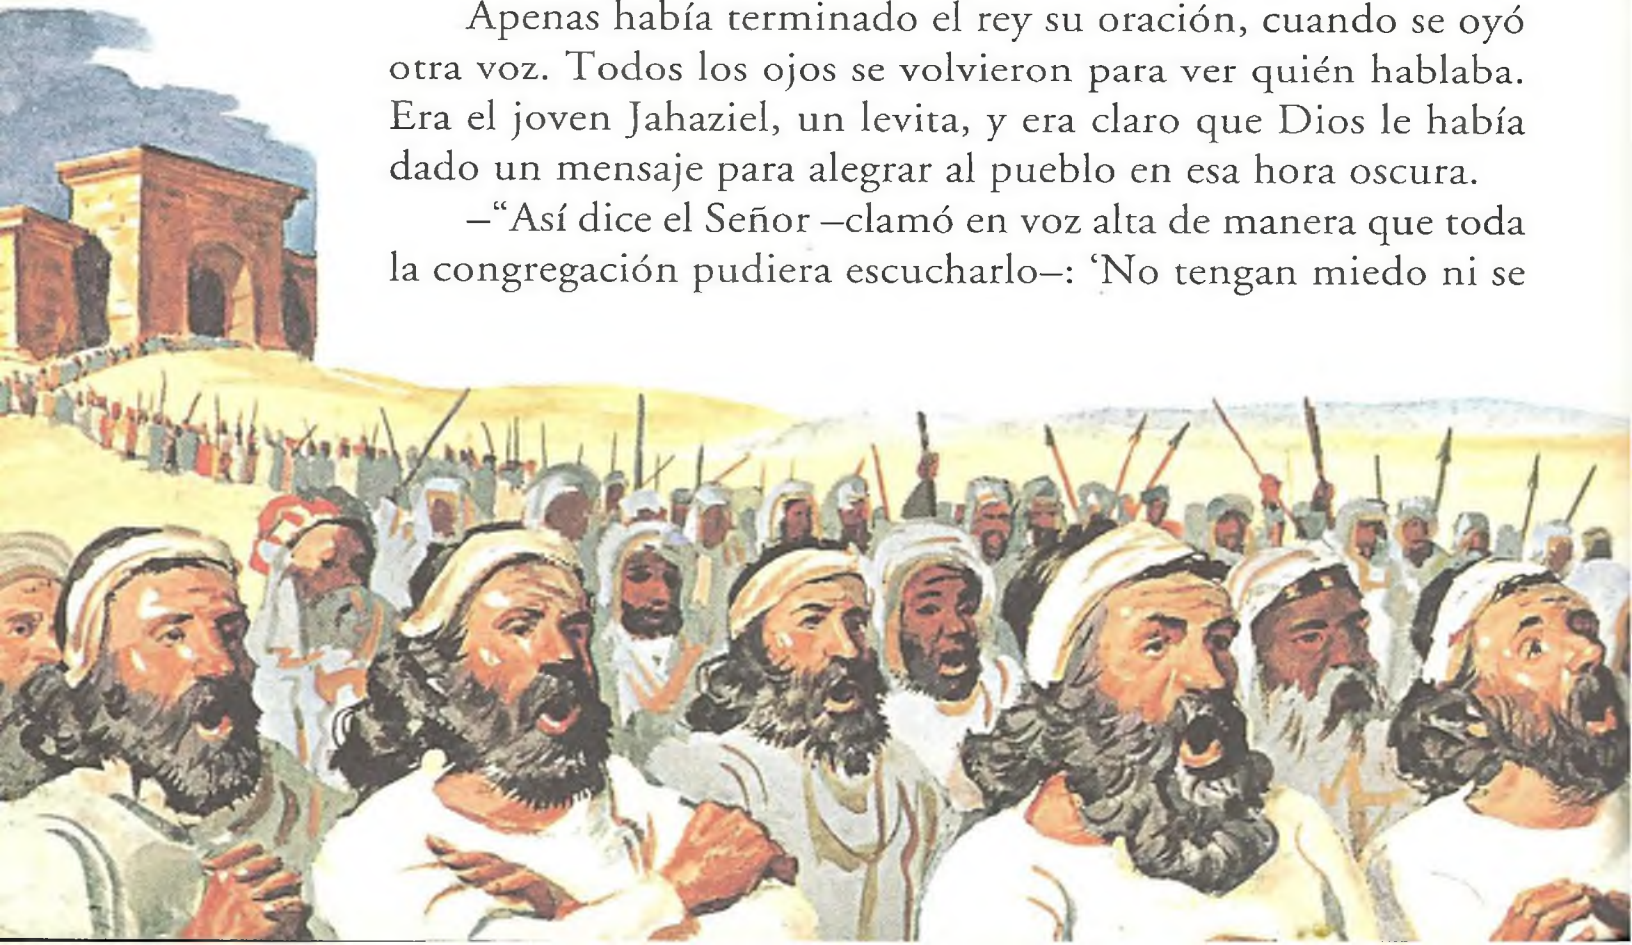 Apenas había terminado el rey su oración, cuando se oyó
otra voz. Todos los ojos se volvieron para ver quién hablaba.
Era el joven Jahaziel, un levita, y era claro que Dios le había
dado un mensaje para alegrar al pueblo en esa hora oscura.
–“Así dice el Señor –clamó en voz alta de manera que toda
la congregación pudiera escucharlo–: ‘No tengan miedo ni se